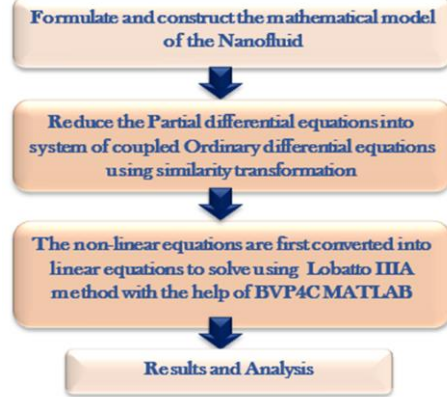 Formulate and construct the mathematical model
of the Nanofluid
Reduce the Partial differential equations into
system of coupled Ordinary differential equations
using similarity transformation
The non-linear equations are first converted into
linear equations to solve using Lobatto IIIA
method with the help of BVP4C MATLAB
Results and Analysis